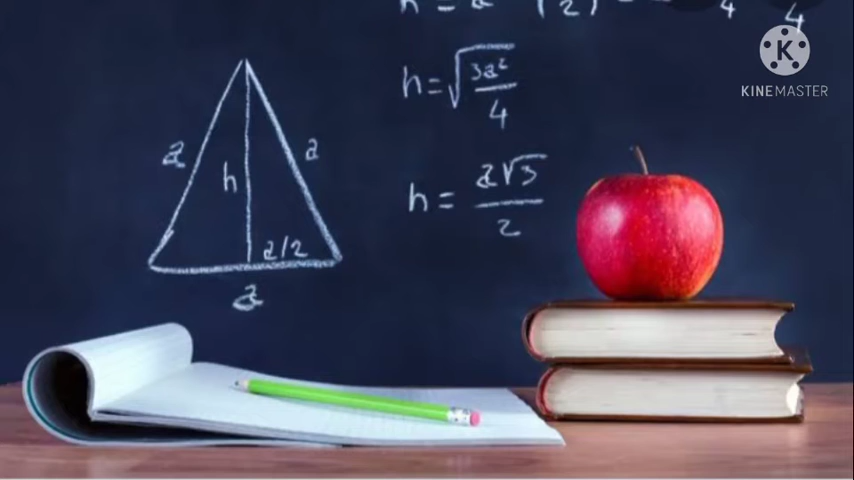 a
h
a
a/2
a
h = √3a²/4
h = a√3/2
K
KINEMASTER